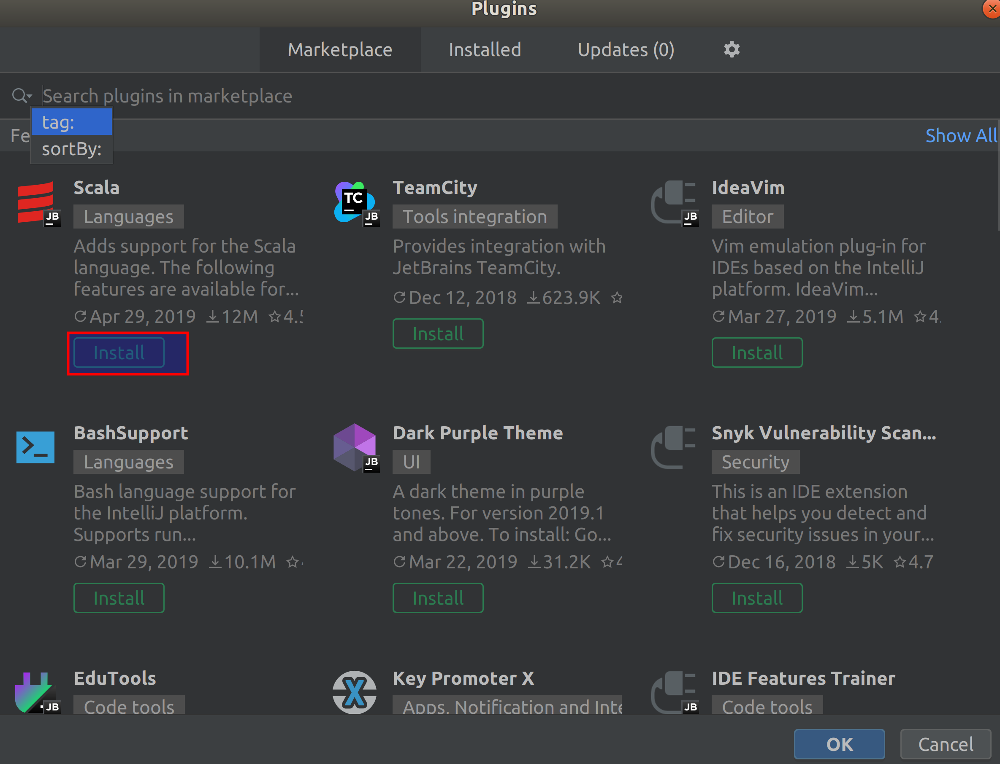 Plugins
Marketplace
Installed
Updates (0)
Search plugins in marketplace
tag:
sortBy:
Fe
Show All
Scala
Languages
Adds support for the Scala
language. The following
features are available for...
Apr 29, 2019 12M
JB
Install
TeamCity
Tools integration
Provides integration with
JetBrains TeamCity.
Dec 12, 2018 623.9K
TC
JB
Install
IdeaVim
Editor
Vim emulation plug-in for
IDEs based on the IntelliJ
platform. IdeaVim...
Mar 27, 2019 5.1M 4.
JB
Install
BashSupport
Languages
Bash language support for
the IntelliJ platform.
Supports run...
Mar 29, 2019 10.1M
Install
Dark Purple Theme
UI
A dark theme in purple
tones. For version 2019.1
and above. To install: Go...
Mar 22, 2019 31.2K
JB
Install
Snyk Vulnerability Scan...
Security
This is an IDE extension
that helps you detect and
fix security issues in your...
Dec 16, 2018 5K 4.7
Install
EduTools
Code tools
JB
Key Promoter X
Apps, Notification and Inte
X
IDE Features Trainer
Code tools
JB
OK
Cancel